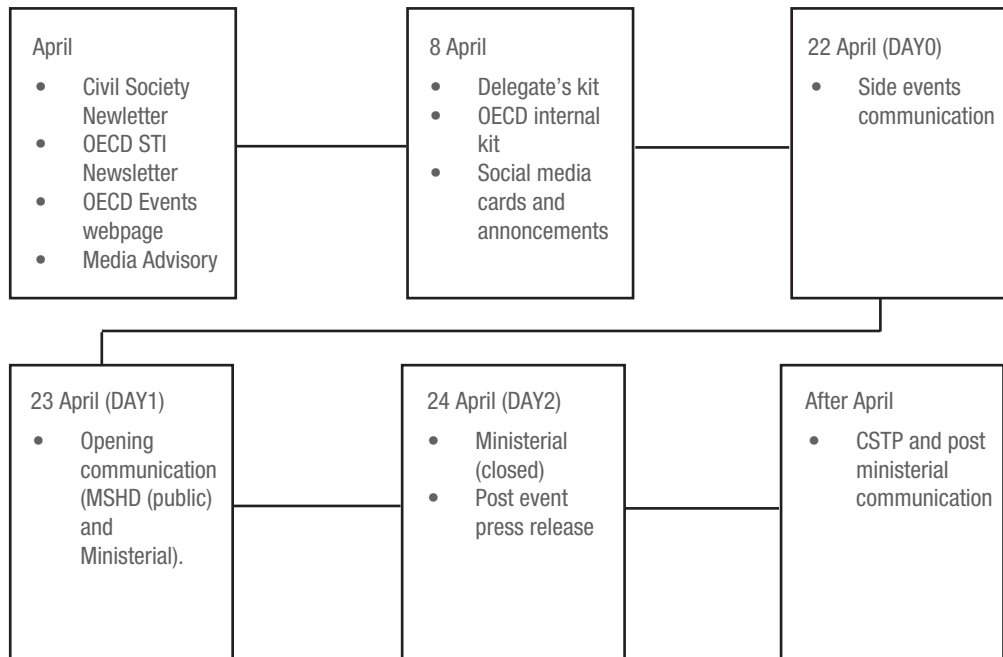 April
• Civil Society
Newletter
• OECD STI
Newsletter
• OECD Events
webpage
• Media Advisory
8 April
• Delegate's kit
• OECD internal
kit
• Social media
cards and
annoncements
22 April (DAY0)
• Side events
communication
23 April (DAY1)
• Opening
communication
(MSHD (public)
and
Ministerial).
24 April (DAY2)
• Ministerial
(closed)
• Post event
press release
After April
• CSTP and post
ministerial
communication